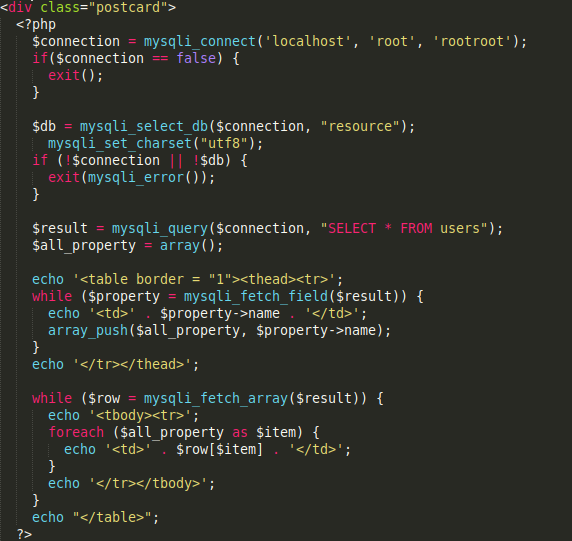 <div class="postcard">
<?php
$connection = mysqli_connect('localhost', 'root', 'rootroot');
if($connection == false) {
exit();
}
$db = mysqli_select_db($connection, "resource");
mysqli_set_charset("utf8");
if (!$connection || !$db) {
exit(mysqli_error());
}
$result = mysqli_query($connection, "SELECT * FROM users");
$all_property = array();
echo '<table border = "1"><thead><tr>';
while ($property = mysqli_fetch_field($result)) {
echo '<td>' . $property->name . '</td>';
array_push($all_property, $property->name);
}
echo '</tr></thead>';
while ($row = mysqli_fetch_array($result)) {
echo '<tbody><tr>';
foreach ($all_property as $item) {
echo '<td>' . $row[$item] . '</td>';
}
echo '</tr></tbody>';
}
echo "</table>";
?>